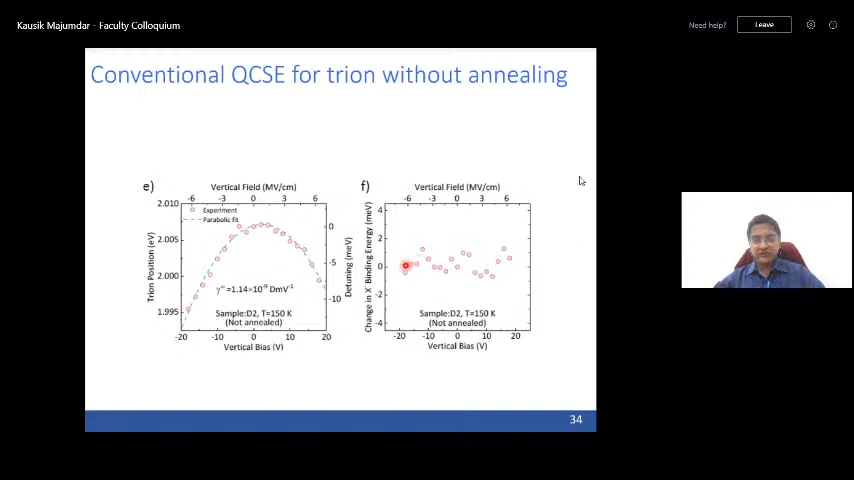 Kausik Majumdar - Faculty Colloquium
Need help?
Leave
Conventional QCSE for trion without annealing
e)
Vertical Field (MV/cm)
-6 -3 0 3 6
2.010
2.005
2.000
1.995
Trion Position (eV)
Experiment
Parabolic fit
γ'' =1.14×10⁻⁹ DmV⁻¹
Sample:D2, T=150 K
(Not annealed)
0
-5
-10
Detuning (meV)
-20 -10 0 10 20
Vertical Bias (V)
f)
Vertical Field (MV/cm)
-6 -3 0 3 6
4
2
0
-2
-4
Change in X⁻ Binding Energy (meV)
Sample:D2, T=150 K
(Not annealed)
-20 -10 0 10 20
Vertical Bias (V)
34